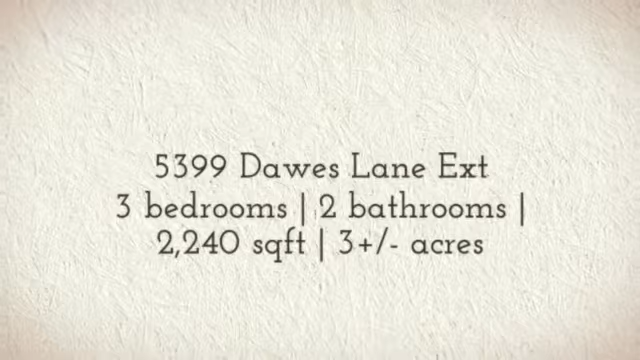 5399 Dawes Lane Ext
3 bedrooms | 2 bathrooms |
2,240 sqft | 3+/- acres